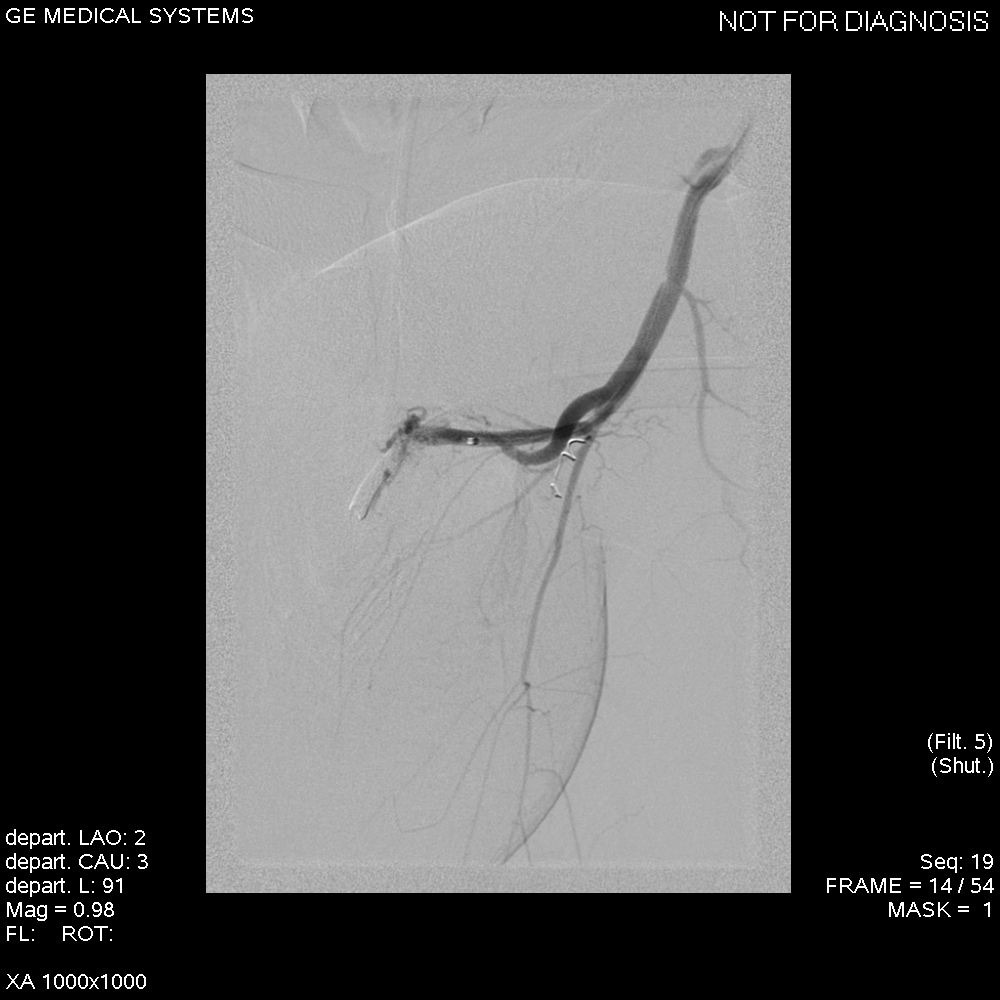 GE MEDICAL SYSTEMS
NOT FOR DIAGNOSIS
(Filt. 5)
(Shut.)
depart. LAO: 2
depart. CAU: 3
depart. L: 91
Mag = 0.98
FL: ROT:
Seq: 19
FRAME = 14 / 54
MASK = 1
XA 1000x1000